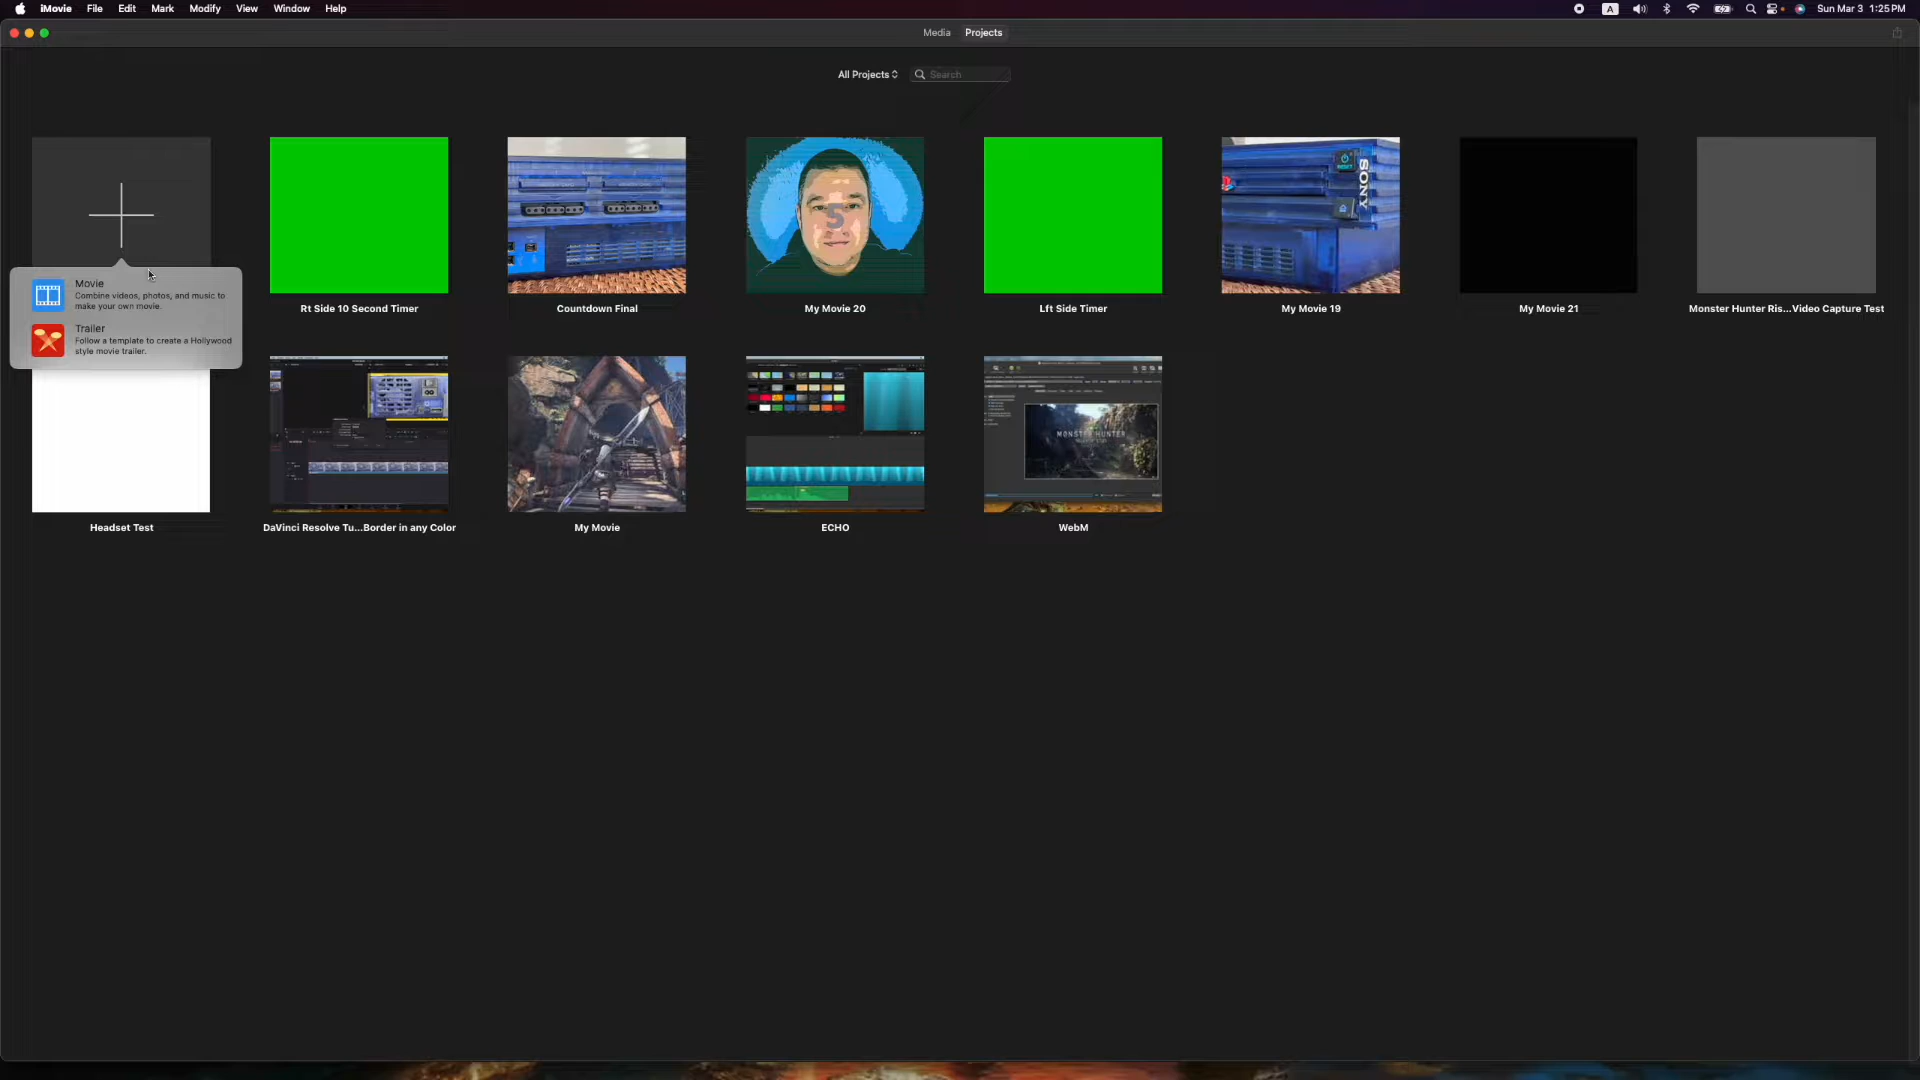 iMovie File Edit Mark Modify View Window Help
A
Sun Mar 3 1:25 PM
Media Projects
All Projects Search
5
RESET
SONY
Movie
Combine videos, photos, and music to
make your own movie.
Trailer
Follow a template to create a Hollywood
style movie trailer.
Rt Side 10 Second Timer
Countdown Final
My Movie 20
Lft Side Timer
My Movie 19
My Movie 21
Monster Hunter Ris...Video Capture Test
MONSTER HUNTER
Headset Test
DaVinci Resolve Tu...Border in any Color
My Movie
ECHO
WebM